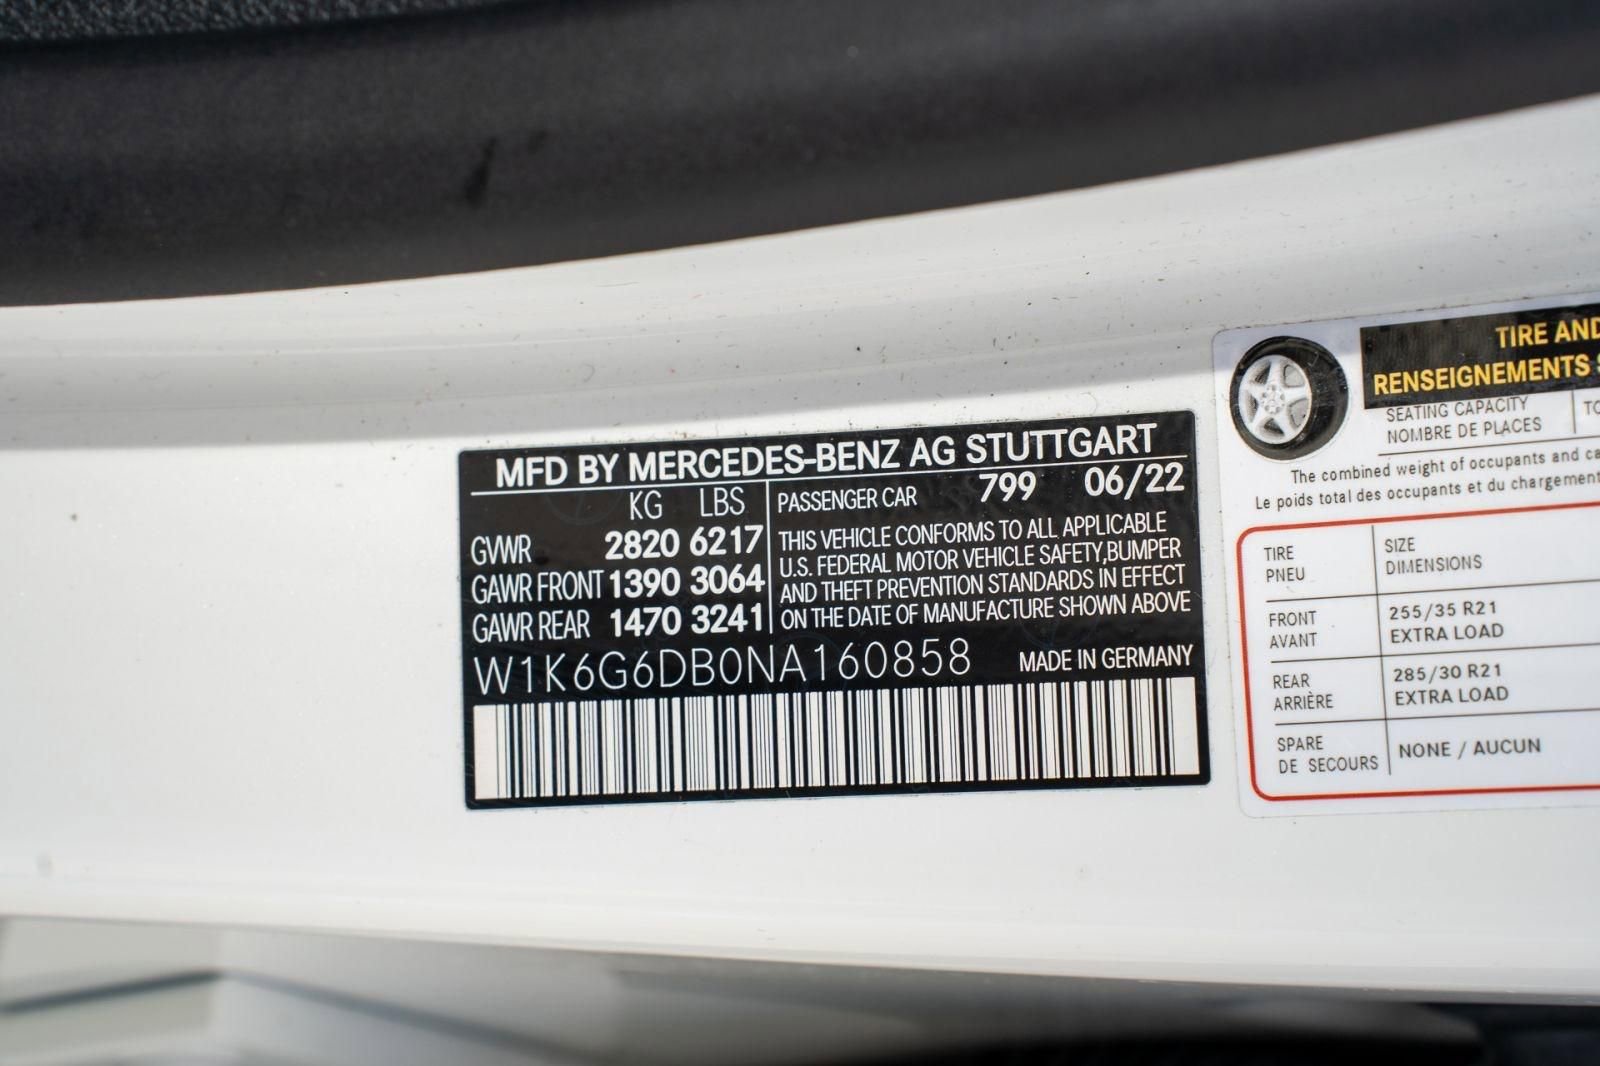 MFD BY MERCEDES-BENZ AG STUTTGART
KG LBS
GVWR 2820 6217
GAWR FRONT 1390 3064
GAWR REAR 1470 3241
PASSENGER CAR 799 06/22
THIS VEHICLE CONFORMS TO ALL APPLICABLE
U.S. FEDERAL MOTOR VEHICLE SAFETY,BUMPER
AND THEFT PREVENTION STANDARDS IN EFFECT
ON THE DATE OF MANUFACTURE SHOWN ABOVE
W1K6G6DB0NA160858 MADE IN GERMANY
TIRE AND
RENSEIGNEMENTS
SEATING CAPACITY
NOMBRE DE PLACES
The combined weight of occupants and
Le poids total des occupants et du chargement
TIRE SIZE
PNEU DIMENSIONS
FRONT 255/35 R21
AVANT EXTRA LOAD
REAR 285/30 R21
ARRIÈRE EXTRA LOAD
SPARE NONE / AUCUN
DE SECOURS